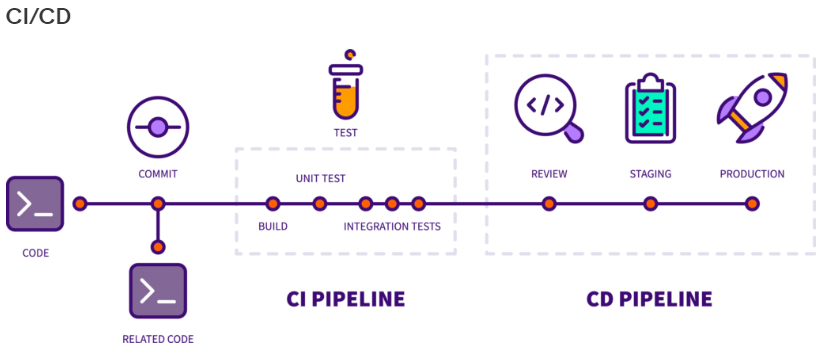 CI/CD
TEST
COMMIT
UNIT TEST
REVIEW
STAGING
PRODUCTION
BUILD
INTEGRATION TESTS
CODE
CI PIPELINE
CD PIPELINE
RELATED CODE